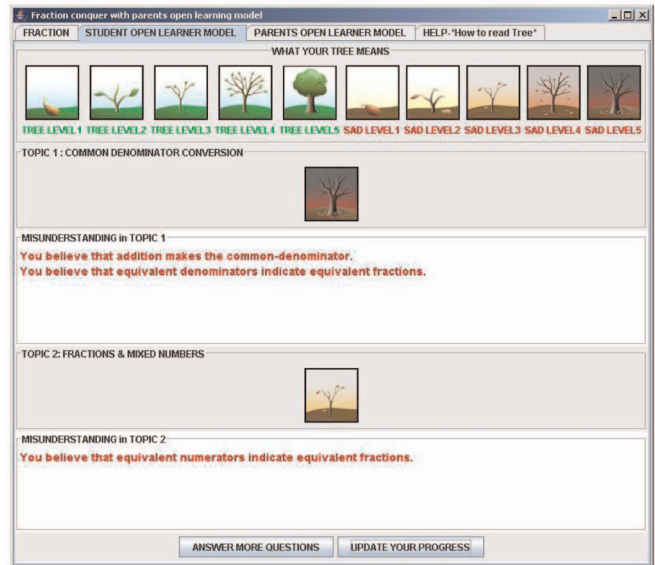 Fraction conquer with parents open learning model
FRACTION STUDENT OPEN LEARNER MODEL PARENTS OPEN LEARNER MODEL HELP-"How to read Tree"
WHAT YOUR TREE MEANS
TREE LEVEL1 TREE LEVEL2 TREE LEVEL3 TREE LEVEL4 TREE LEVEL5 SAD LEVEL1 SAD LEVEL2 SAD LEVEL3 SAD LEVEL4 SAD LEVEL5
TOPIC 1 : COMMON DENOMINATOR CONVERSION
MISUNDERSTANDING in TOPIC 1
You believe that addition makes the common-denominator.
You believe that equivalent denominators indicate equivalent fractions.
TOPIC 2: FRACTIONS & MIXED NUMBERS
MISUNDERSTANDING in TOPIC 2
You believe that equivalent numerators indicate equivalent fractions.
ANSWER MORE QUESTIONS UPDATE YOUR PROGRESS